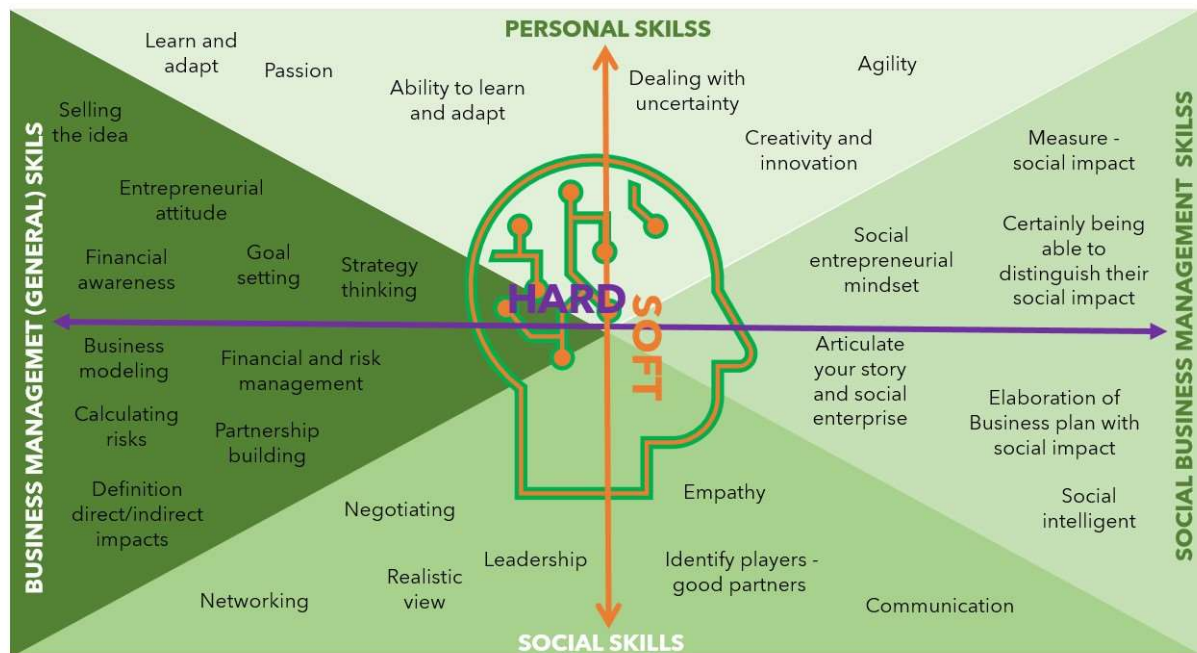 PERSONAL SKILSS
Learn and
adapt
Passion
Ability to learn
and adapt
Dealing with
uncertainty
Agility
Creativity and
innovation
BUSINESS MANAGEMET (GENERAL) SKILS
Selling
the idea
Entrepreneurial
attitude
Financial
awareness
Goal
setting
Strategy
thinking
Business
modeling
Financial and risk
management
Calculating
risks
Partnership
building
Definition
direct/indirect
impacts
HARD
SOFT
Measure -
social impact
Social
entrepreneurial
mindset
Certainly being
able to
distinguish their
social impact
Articulate
your story
and social
enterprise
Elaboration of
Business plan with
social impact
Social
intelligent
SOCIAL BUSINESS MANAGEMENT SKILSS
Negotiating
Empathy
Leadership
Identify players -
good partners
Realistic
view
Networking
Communication
SOCIAL SKILLS